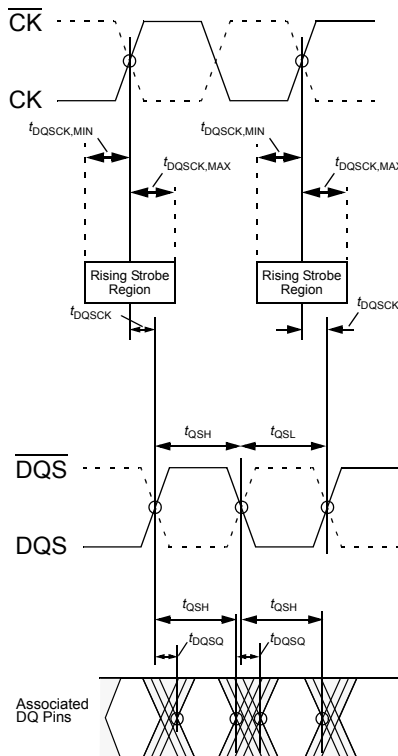 CK
CK
tDQSCK,MIN
tDQSCK,MIN
tDQSCK,MAX
tDQSCK,MAX
Rising Strobe
Region
Rising Strobe
Region
tDQSCK
tDQSCK
tQSH
tQSL
DQS
DQS
tQSH
tQSH
tDQSQ
tDQSQ
Associated
DQ Pins